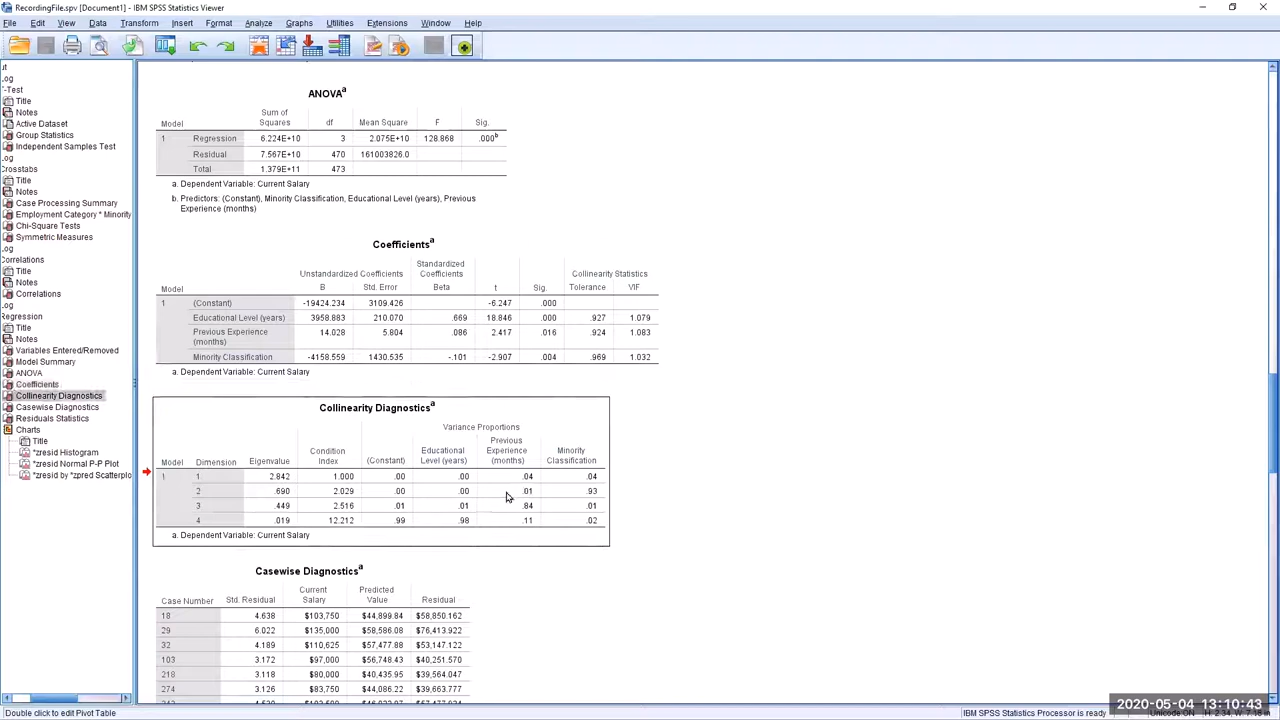 RecordingFile.spv [Document1] - IBM SPSS Statistics Viewer
File Edit View Data Transform Insert Format Analyze Graphs Utilities Extensions Window Help
Title
Notes
Active Dataset
Group Statistics
Independent Samples Test
Crosstabs
Title
Notes
Case Processing Summary
Employment Category * Minority
Chi-Square Tests
Symmetric Measures
Correlations
Title
Notes
Correlations
Regression
Title
Notes
Variables Entered/Removed
Model Summary
ANOVA
Coefficients
Collinearity Diagnostics
Casewise Diagnostics
Residuals Statistics
Charts
Title
*zresid Histogram
*zresid Normal P-P Plot
*zresid by *zpred Scatterplo
ANOVAa
Sum of
Model Squares df Mean Square F Sig.
1 Regression 6.224E+10 3 2.075E+10 128.868 .000b
Residual 7.567E+10 470 161003826.0
Total 1.379E+11 473
a. Dependent Variable: Current Salary
b. Predictors: (Constant), Minority Classification, Educational Level (years), Previous
Experience (months)
Coefficientsa
Standardized
Unstandardized Coefficients Coefficients Collinearity Statistics
Model B Std. Error Beta t Sig. Tolerance VIF
1 (Constant) -19424.234 3109.426 -6.247 .000
Educational Level (years) 3958.883 210.070 .669 18.846 .000 .927 1.079
Previous Experience 14.028 5.804 .086 2.417 .016 .924 1.083
(months)
Minority Classification -4158.559 1430.535 -.101 -2.907 .004 .969 1.032
a. Dependent Variable: Current Salary
Collinearity Diagnosticsa
Variance Proportions
Previous
Condition Educational Experience Minority
Model Dimension Eigenvalue Index (Constant) Level (years) (months) Classification
1 1 2.842 1.000 .00 .00 .04 .04
2 .690 2.029 .00 .00 .01 .93
3 .449 2.516 .01 .01 .84 .01
4 .019 12.212 .99 .98 .11 .02
a. Dependent Variable: Current Salary
Casewise Diagnosticsa
Current Predicted
Case Number Std. Residual Salary Value Residual
18 4.638 $103,750 $44,899.84 $58,850.162
29 6.022 $135,000 $58,586.08 $76,413.922
32 4.189 $110,625 $57,477.88 $53,147.122
103 3.172 $97,000 $56,748.43 $40,251.570
218 3.118 $80,000 $40,435.95 $39,564.047
274 3.126 $83,750 $44,086.22 $39,663.777
2020-05-04 13:10:43
Double click to edit Pivot Table
IBM SPSS Statistics Processor is ready